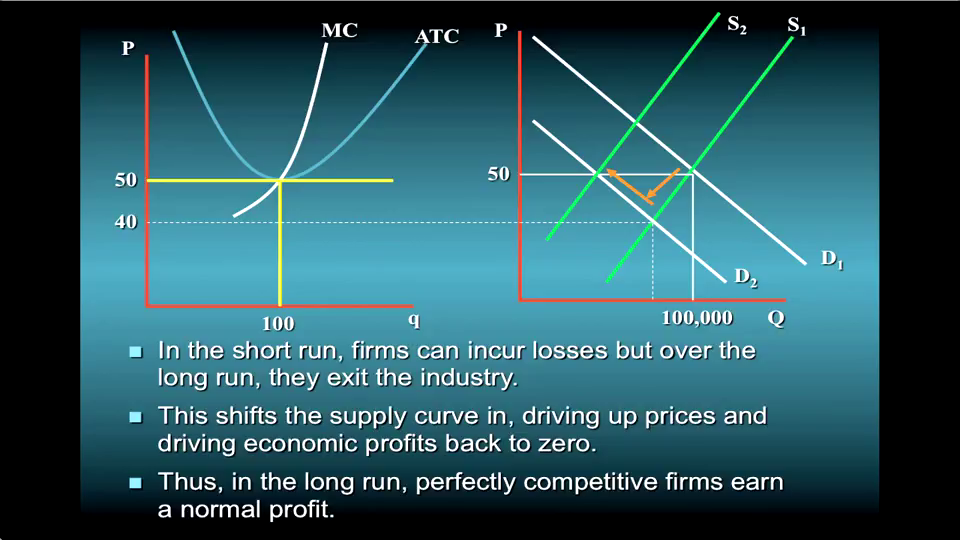 MC
ATC
P
50
40
100
q
P
S2
S1
50
D1
D2
100,000
Q
In the short run, firms can incur losses but over the
long run, they exit the industry.
This shifts the supply curve in, driving up prices and
driving economic profits back to zero.
Thus, in the long run, perfectly competitive firms earn
a normal profit.